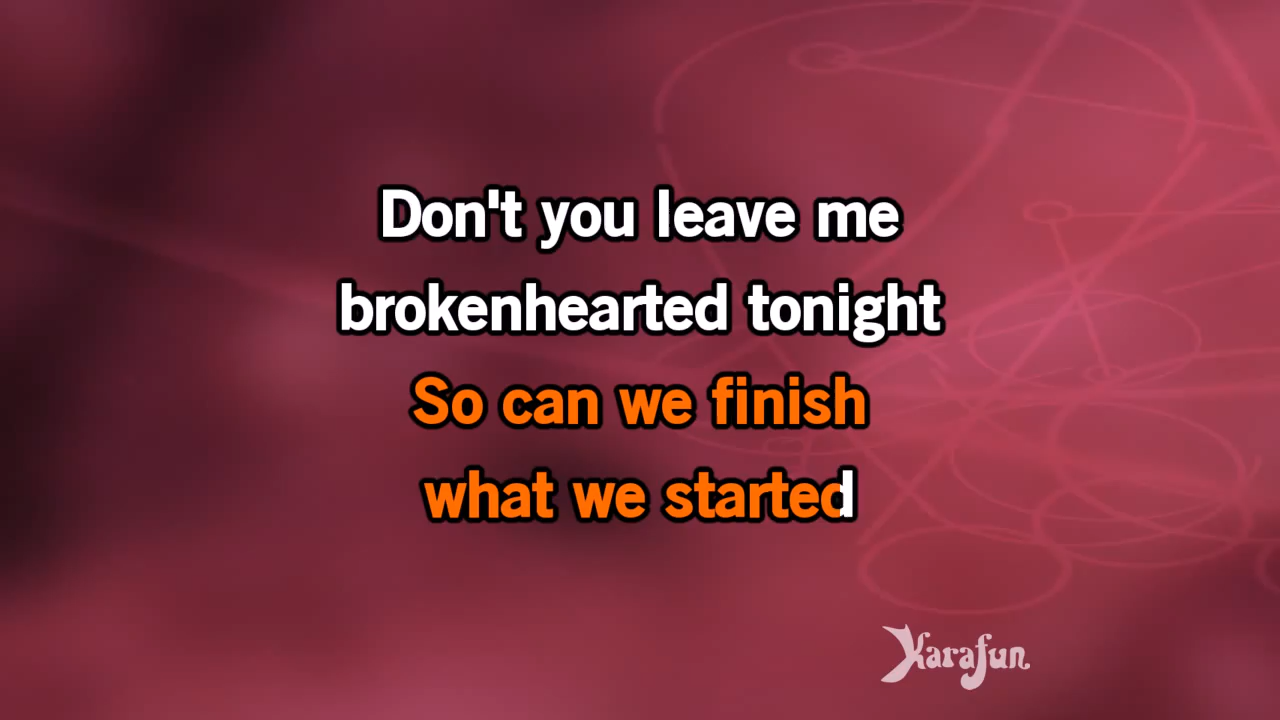 Don't you leave me
brokenhearted tonight
So can we finish
what we started
Karafun